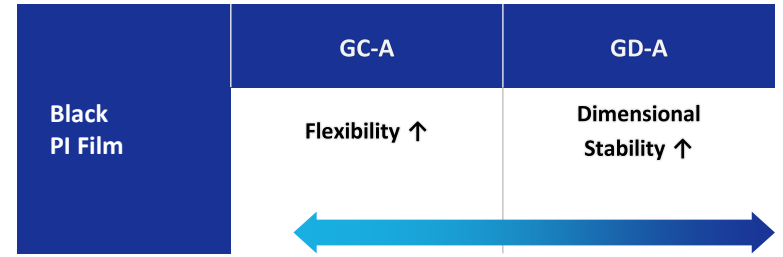 GC-A
GD-A
Black
PI Film
Flexibility ↑
Dimensional
Stability ↑